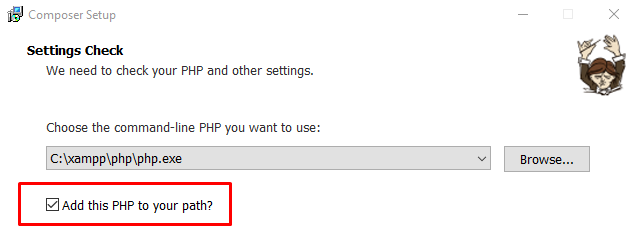 Composer Setup
Settings Check
We need to check your PHP and other settings.
Choose the command-line PHP you want to use:
C:\xampp\php\php.exe
Browse...
Add this PHP to your path?